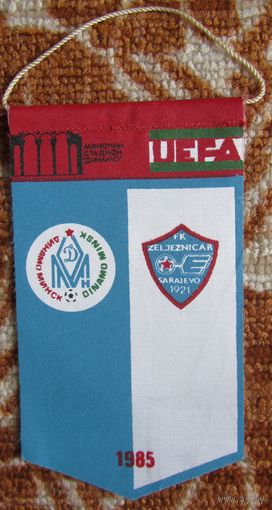 МИНСКИЙ
СТАДИОН
"ДИНАМО"
UEFA
ДИНАМО МИНСК
DINAMO MINSK
Д
М
Н
FK
ZELJEZNICAR
SARAJEVO
1921
1985